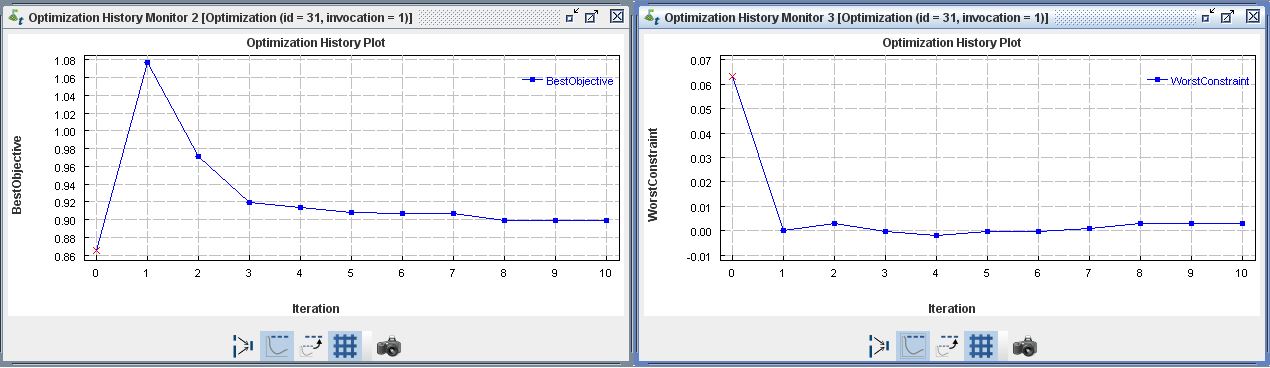 Optimization History Monitor 2 [Optimization (id = 31, invocation = 1)]
Optimization History Plot
BestObjective
1.08
1.06
1.04
1.02
1.00
0.98
0.96
0.94
0.92
0.90
0.88
0.86
BestObjective
0 1 2 3 4 5 6 7 8 9 10
Iteration
Optimization History Monitor 3 [Optimization (id = 31, invocation = 1)]
Optimization History Plot
WorstConstraint
0.07
0.06
0.05
0.04
0.03
0.02
0.01
0.00
-0.01
WorstConstraint
0 1 2 3 4 5 6 7 8 9 10
Iteration